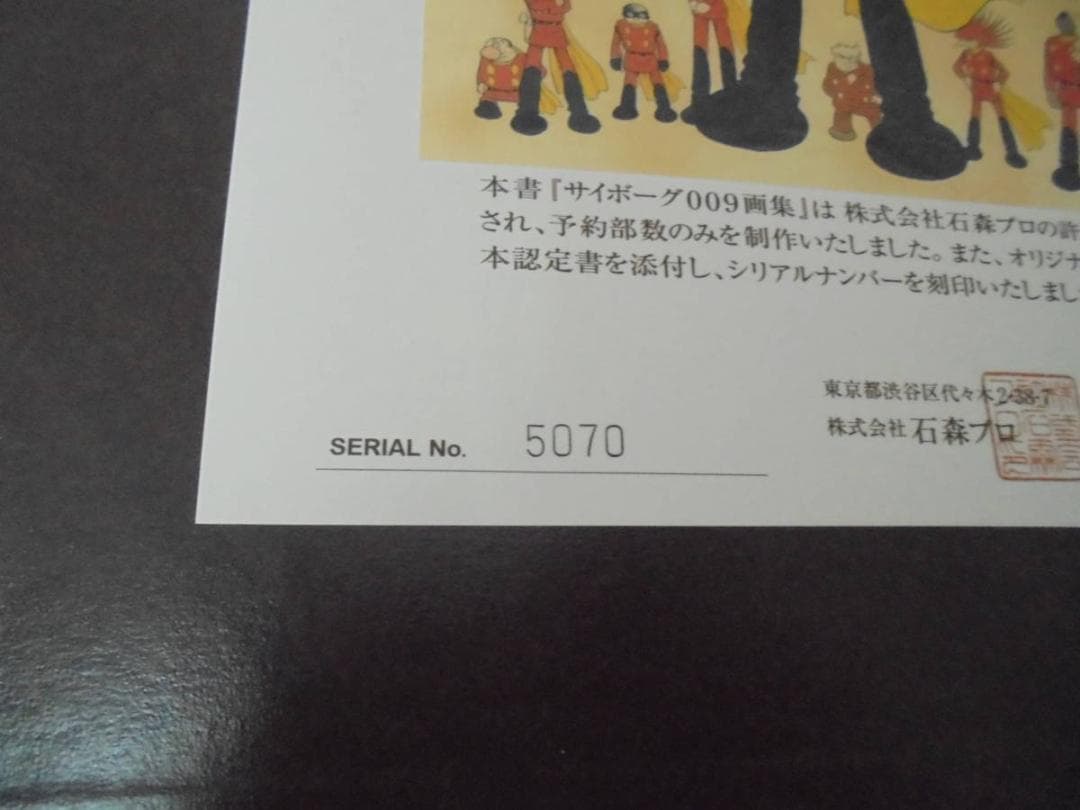 本書『サイボーグ009画集』は 株式会社石森プロの許
され、予約部数のみを制作いたしました。また、オリジナ
本認定書を添付し、シリアルナンバーを刻印いたしまし
東京都渋谷区代々木2-38-7
株式会社 石森プロ
SERIAL No. 5070